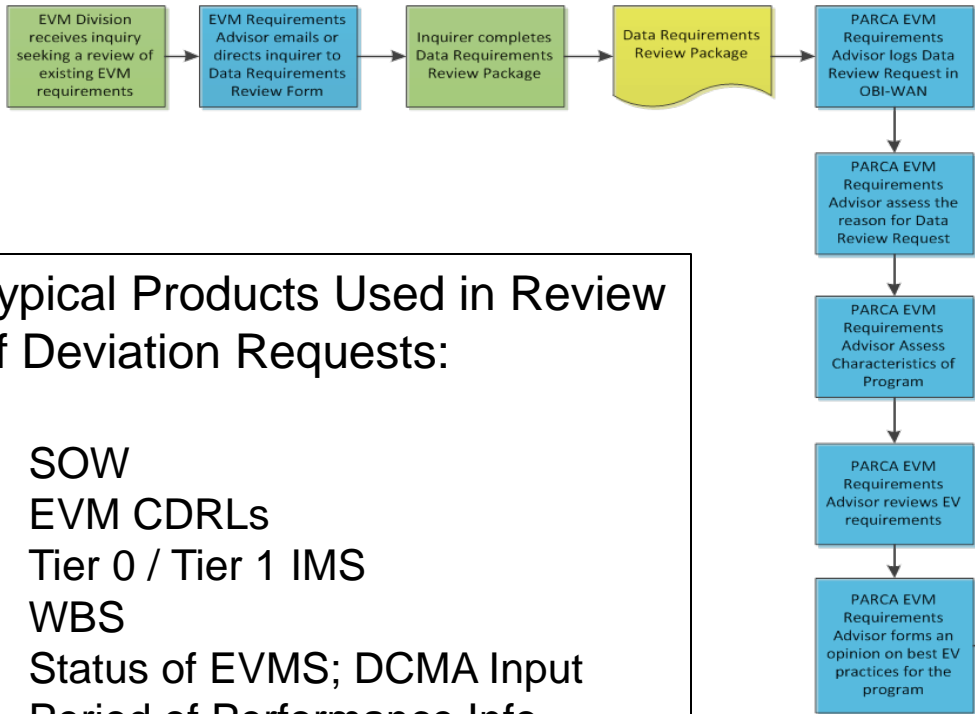 EVM Division
receives inquiry
seeking a review of
existing EVM
requirements
EVM Requirements
Advisor emails or
directs inquirer to
Data Requirements
Review Form
Inquirer completes
Data Requirements
Review Package
Data Requirements
Review Package
PARCA EVM
Requirements
Advisor logs Data
Review Request in
OBI-WAN
PARCA EVM
Requirements
Advisor assess the
reason for Data
Review Request
PARCA EVM
Requirements
Advisor Assess
Characteristics of
Program
PARCA EVM
Requirements
Advisor reviews EV
requirements
PARCA EVM
Requirements
Advisor forms an
opinion on best EV
practices for the
program
ypical Products Used in Review
f Deviation Requests:
SOW
EVM CDRLs
Tier 0 / Tier 1 IMS
WBS
Status of EVMS; DCMA Input
Period of Performance Info